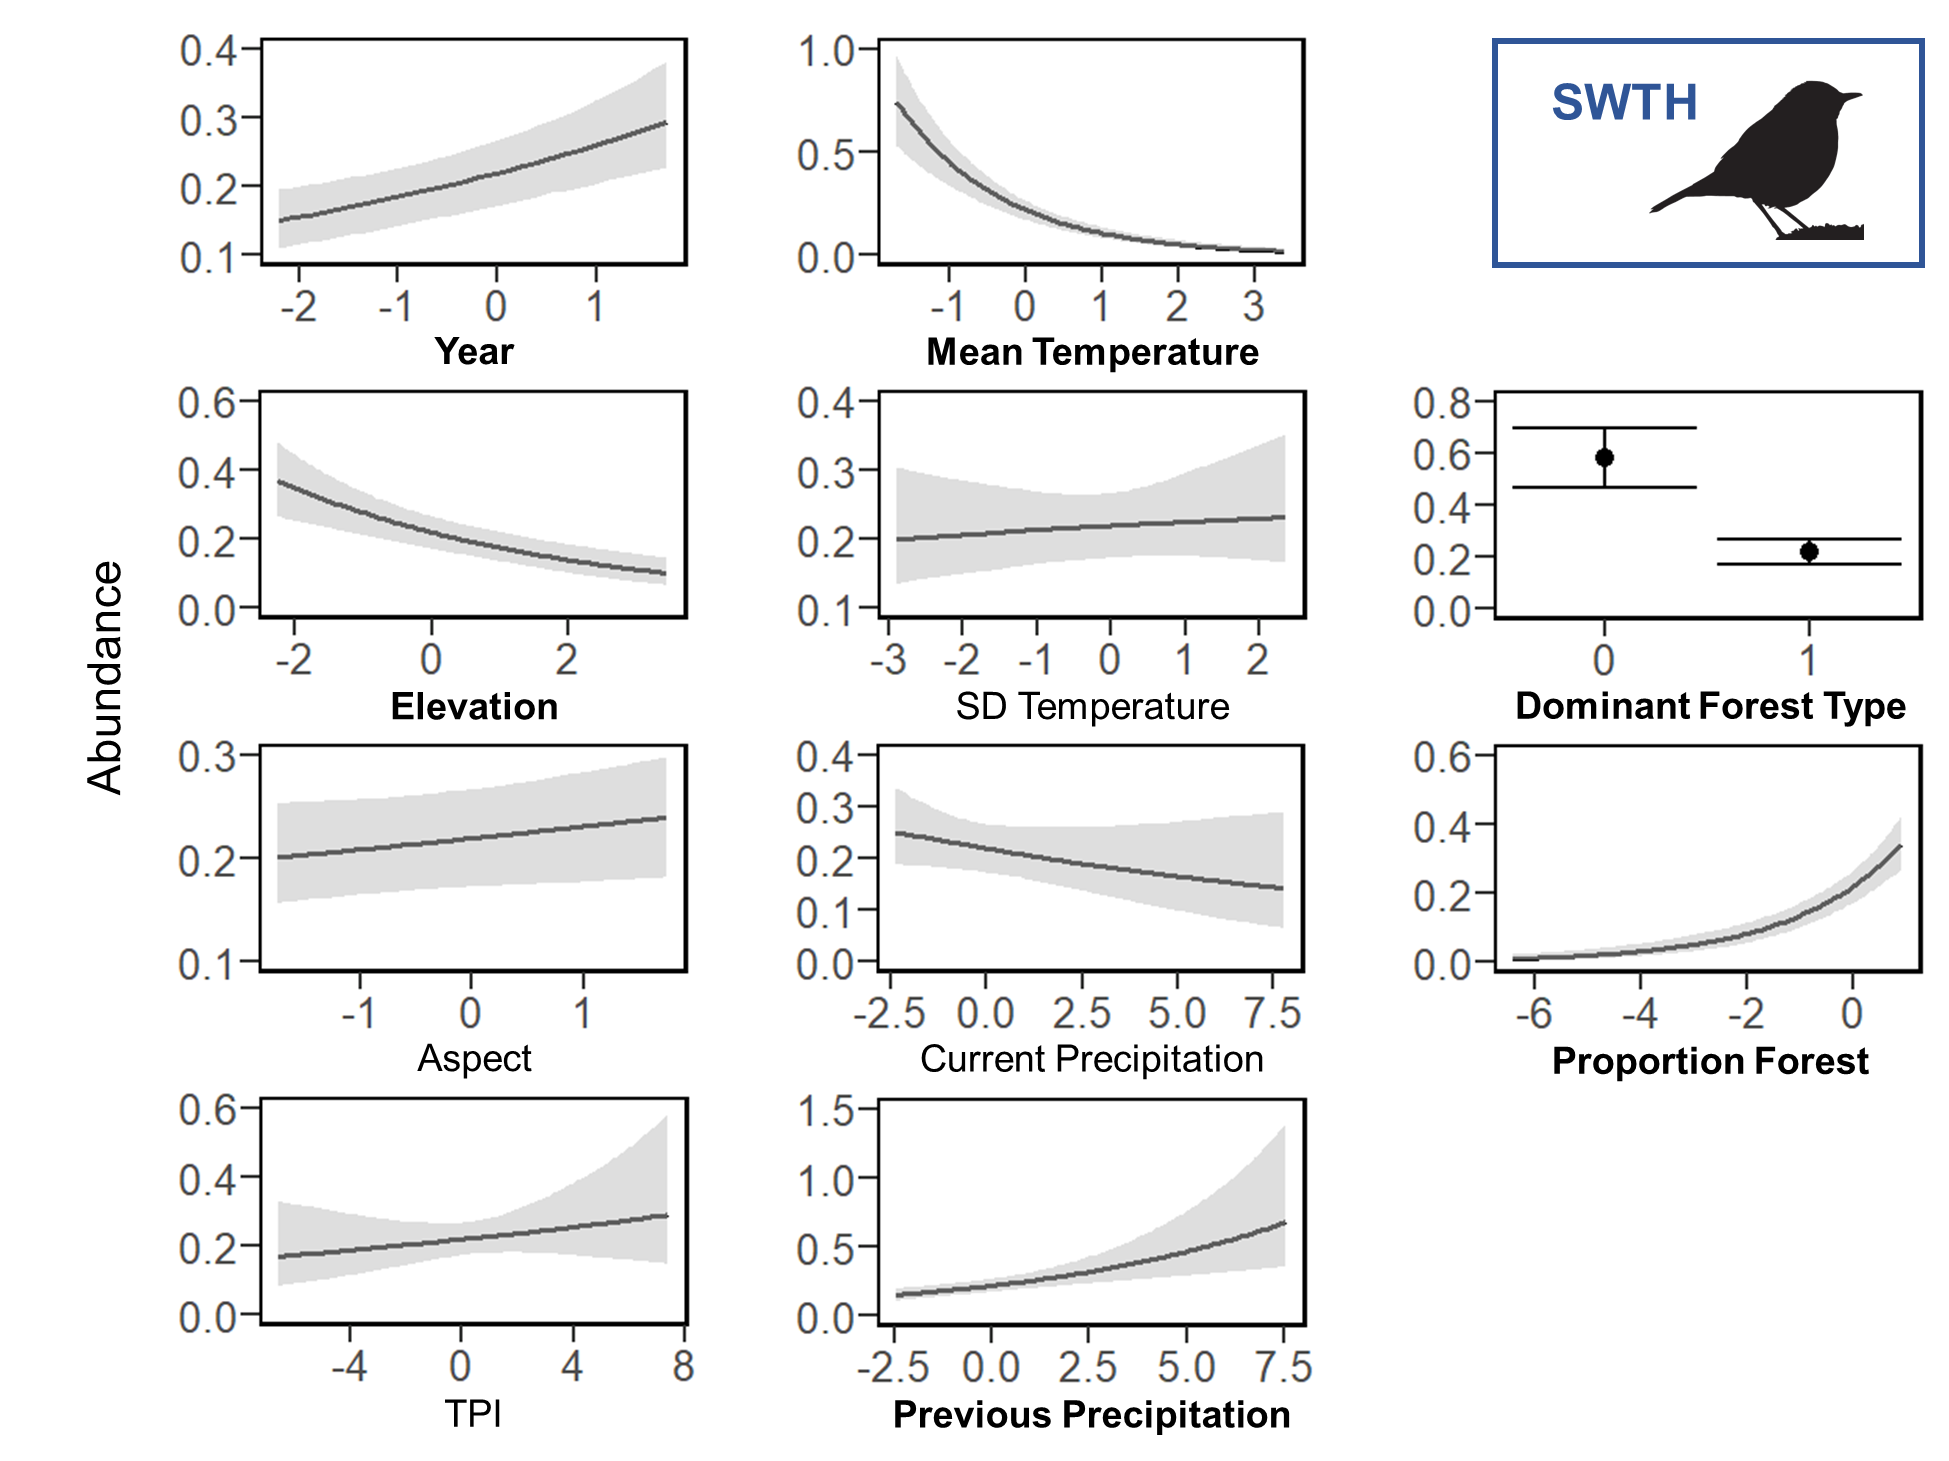 Abundance
0.4
0.3
0.2
0.1
-2 -1 0 1
Year
1.0
0.5
0.0
-1 0 1 2 3
Mean Temperature
SWTH
0.6
0.4
0.2
0.0
-2 0 2
Elevation
0.4
0.3
0.2
0.1
-3 -2 -1 0 1 2
SD Temperature
0.8
0.6
0.4
0.2
0.0
0 1
Dominant Forest Type
0.3
0.2
0.1
-1 0 1
Aspect
0.4
0.3
0.2
0.1
0.0
-2.5 0.0 2.5 5.0 7.5
Current Precipitation
0.6
0.4
0.2
0.0
-6 -4 -2 0
Proportion Forest
0.6
0.4
0.2
0.0
-4 0 4 8
TPI
1.5
1.0
0.5
0.0
-2.5 0.0 2.5 5.0 7.5
Previous Precipitation